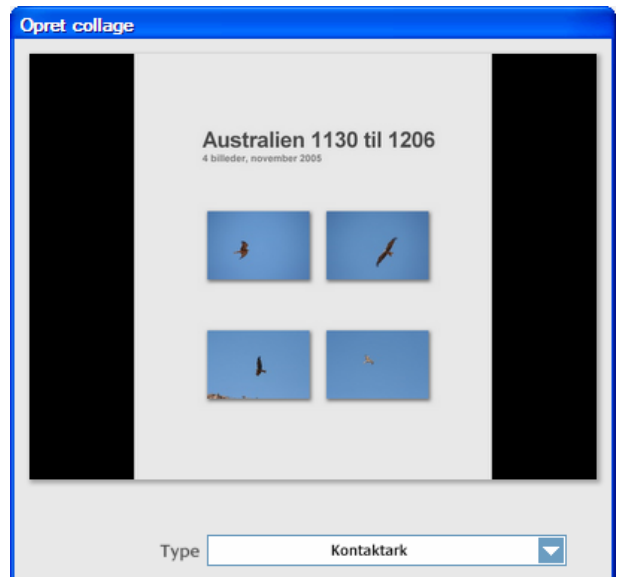 Opret collage
Australien 1130 til 1206
4 billeder, november 2005
Type
Kontaktark